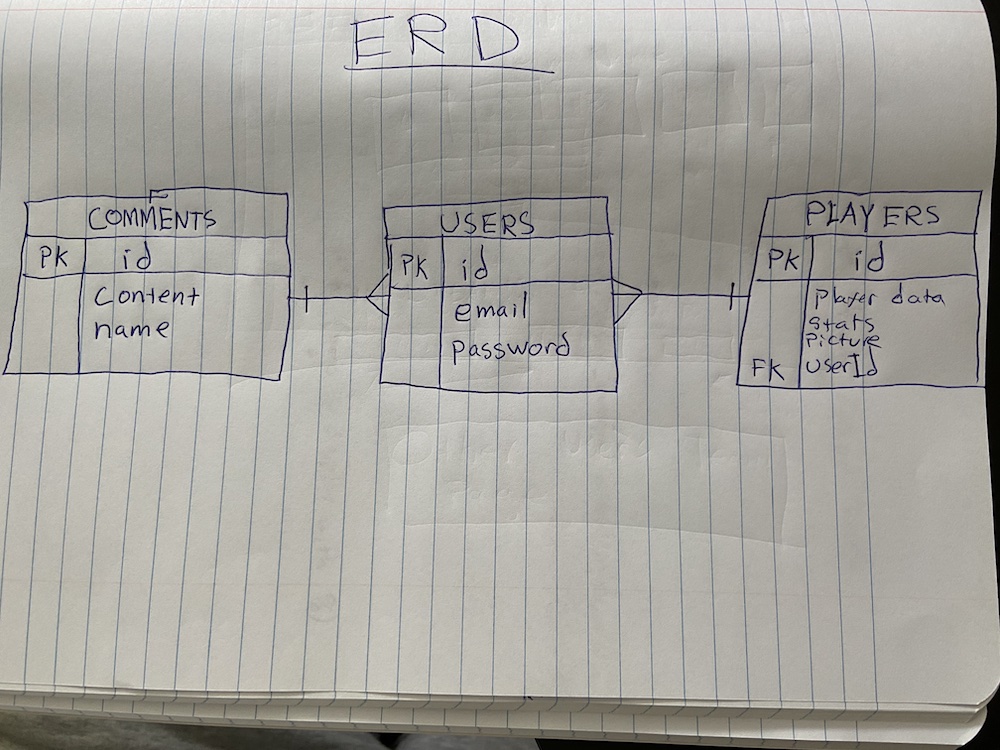 ERD
COMMENTS
PK id
Content
name
USERS
PK id
email
password
PLAYERS
PK id
Player data
stats
Picture
FK UserId